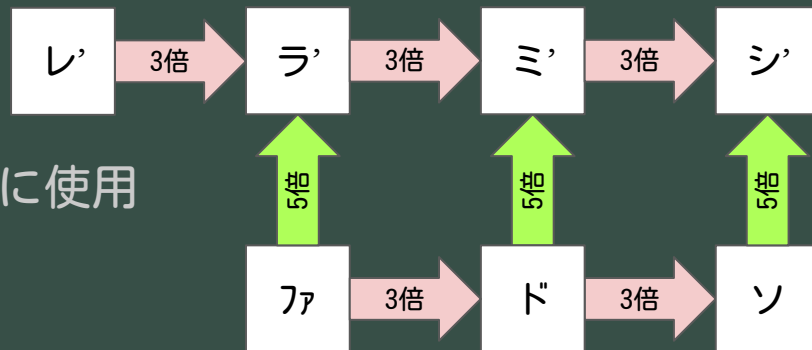 レ’ 3倍 ラ’ 3倍 ミ’ 3倍 シ’
5倍 5倍 5倍
に使用
ファ 3倍 ド 3倍 ソ